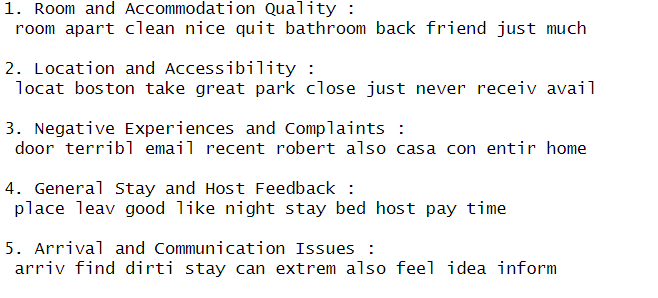 1. Room and Accommodation Quality :
room apart clean nice quit bathroom back friend just much
2. Location and Accessibility :
locat boston take great park close just never receiv avail
3. Negative Experiences and Complaints :
door terribl email recent robert also casa con entir home
4. General Stay and Host Feedback :
place leav good like night stay bed host pay time
5. Arrival and Communication Issues :
arriv find dirti stay can extrem also feel idea inform